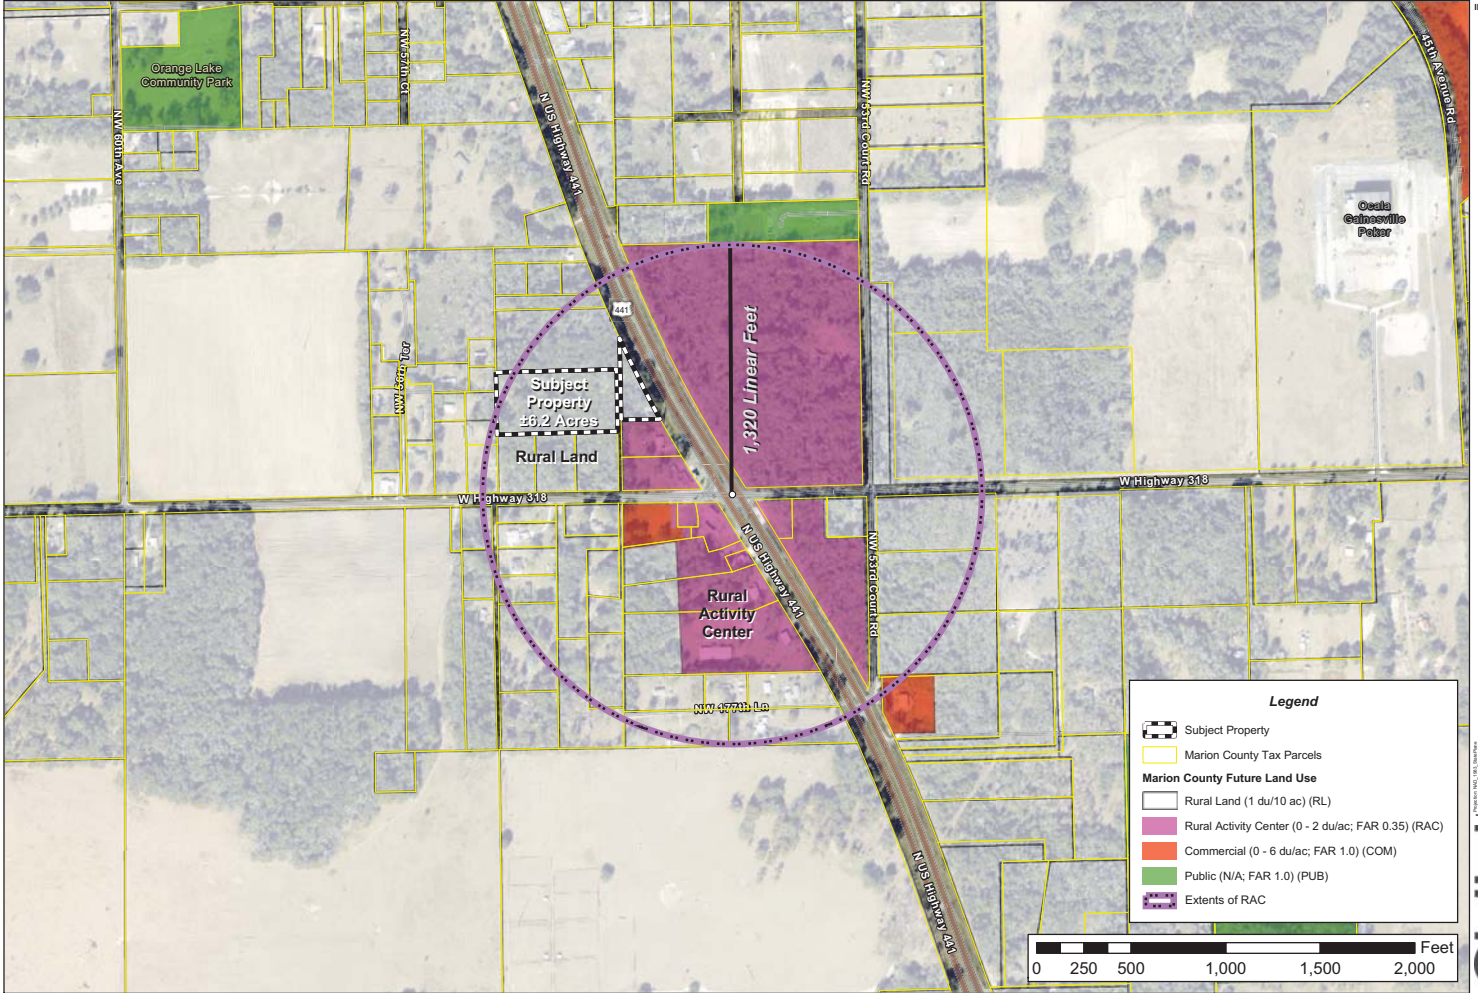 Orange Lake
Community Park
NW 57th Ct
45th Avenue Rd
N US Highway 441
NW 60th Ave
NW 53rd Court Rd
Ocala
Gainesville
Poker
441
1,320 Linear Feet
NW 59th Ter
Subject
Property
±6.2 Acres
Rural Land
W Highway 318
W Highway 318
N US Highway 441
NW 53rd Court Rd
Rural
Activity
Center
NW 177th Ln
N US Highway 441
Legend
Subject Property
Marion County Tax Parcels
Marion County Future Land Use
Rural Land (1 du/10 ac) (RL)
Rural Activity Center (0 - 2 du/ac; FAR 0.35) (RAC)
Commercial (0 - 6 du/ac; FAR 1.0) (COM)
Public (N/A; FAR 1.0) (PUB)
Extents of RAC
Feet
0 250 500 1,000 1,500 2,000